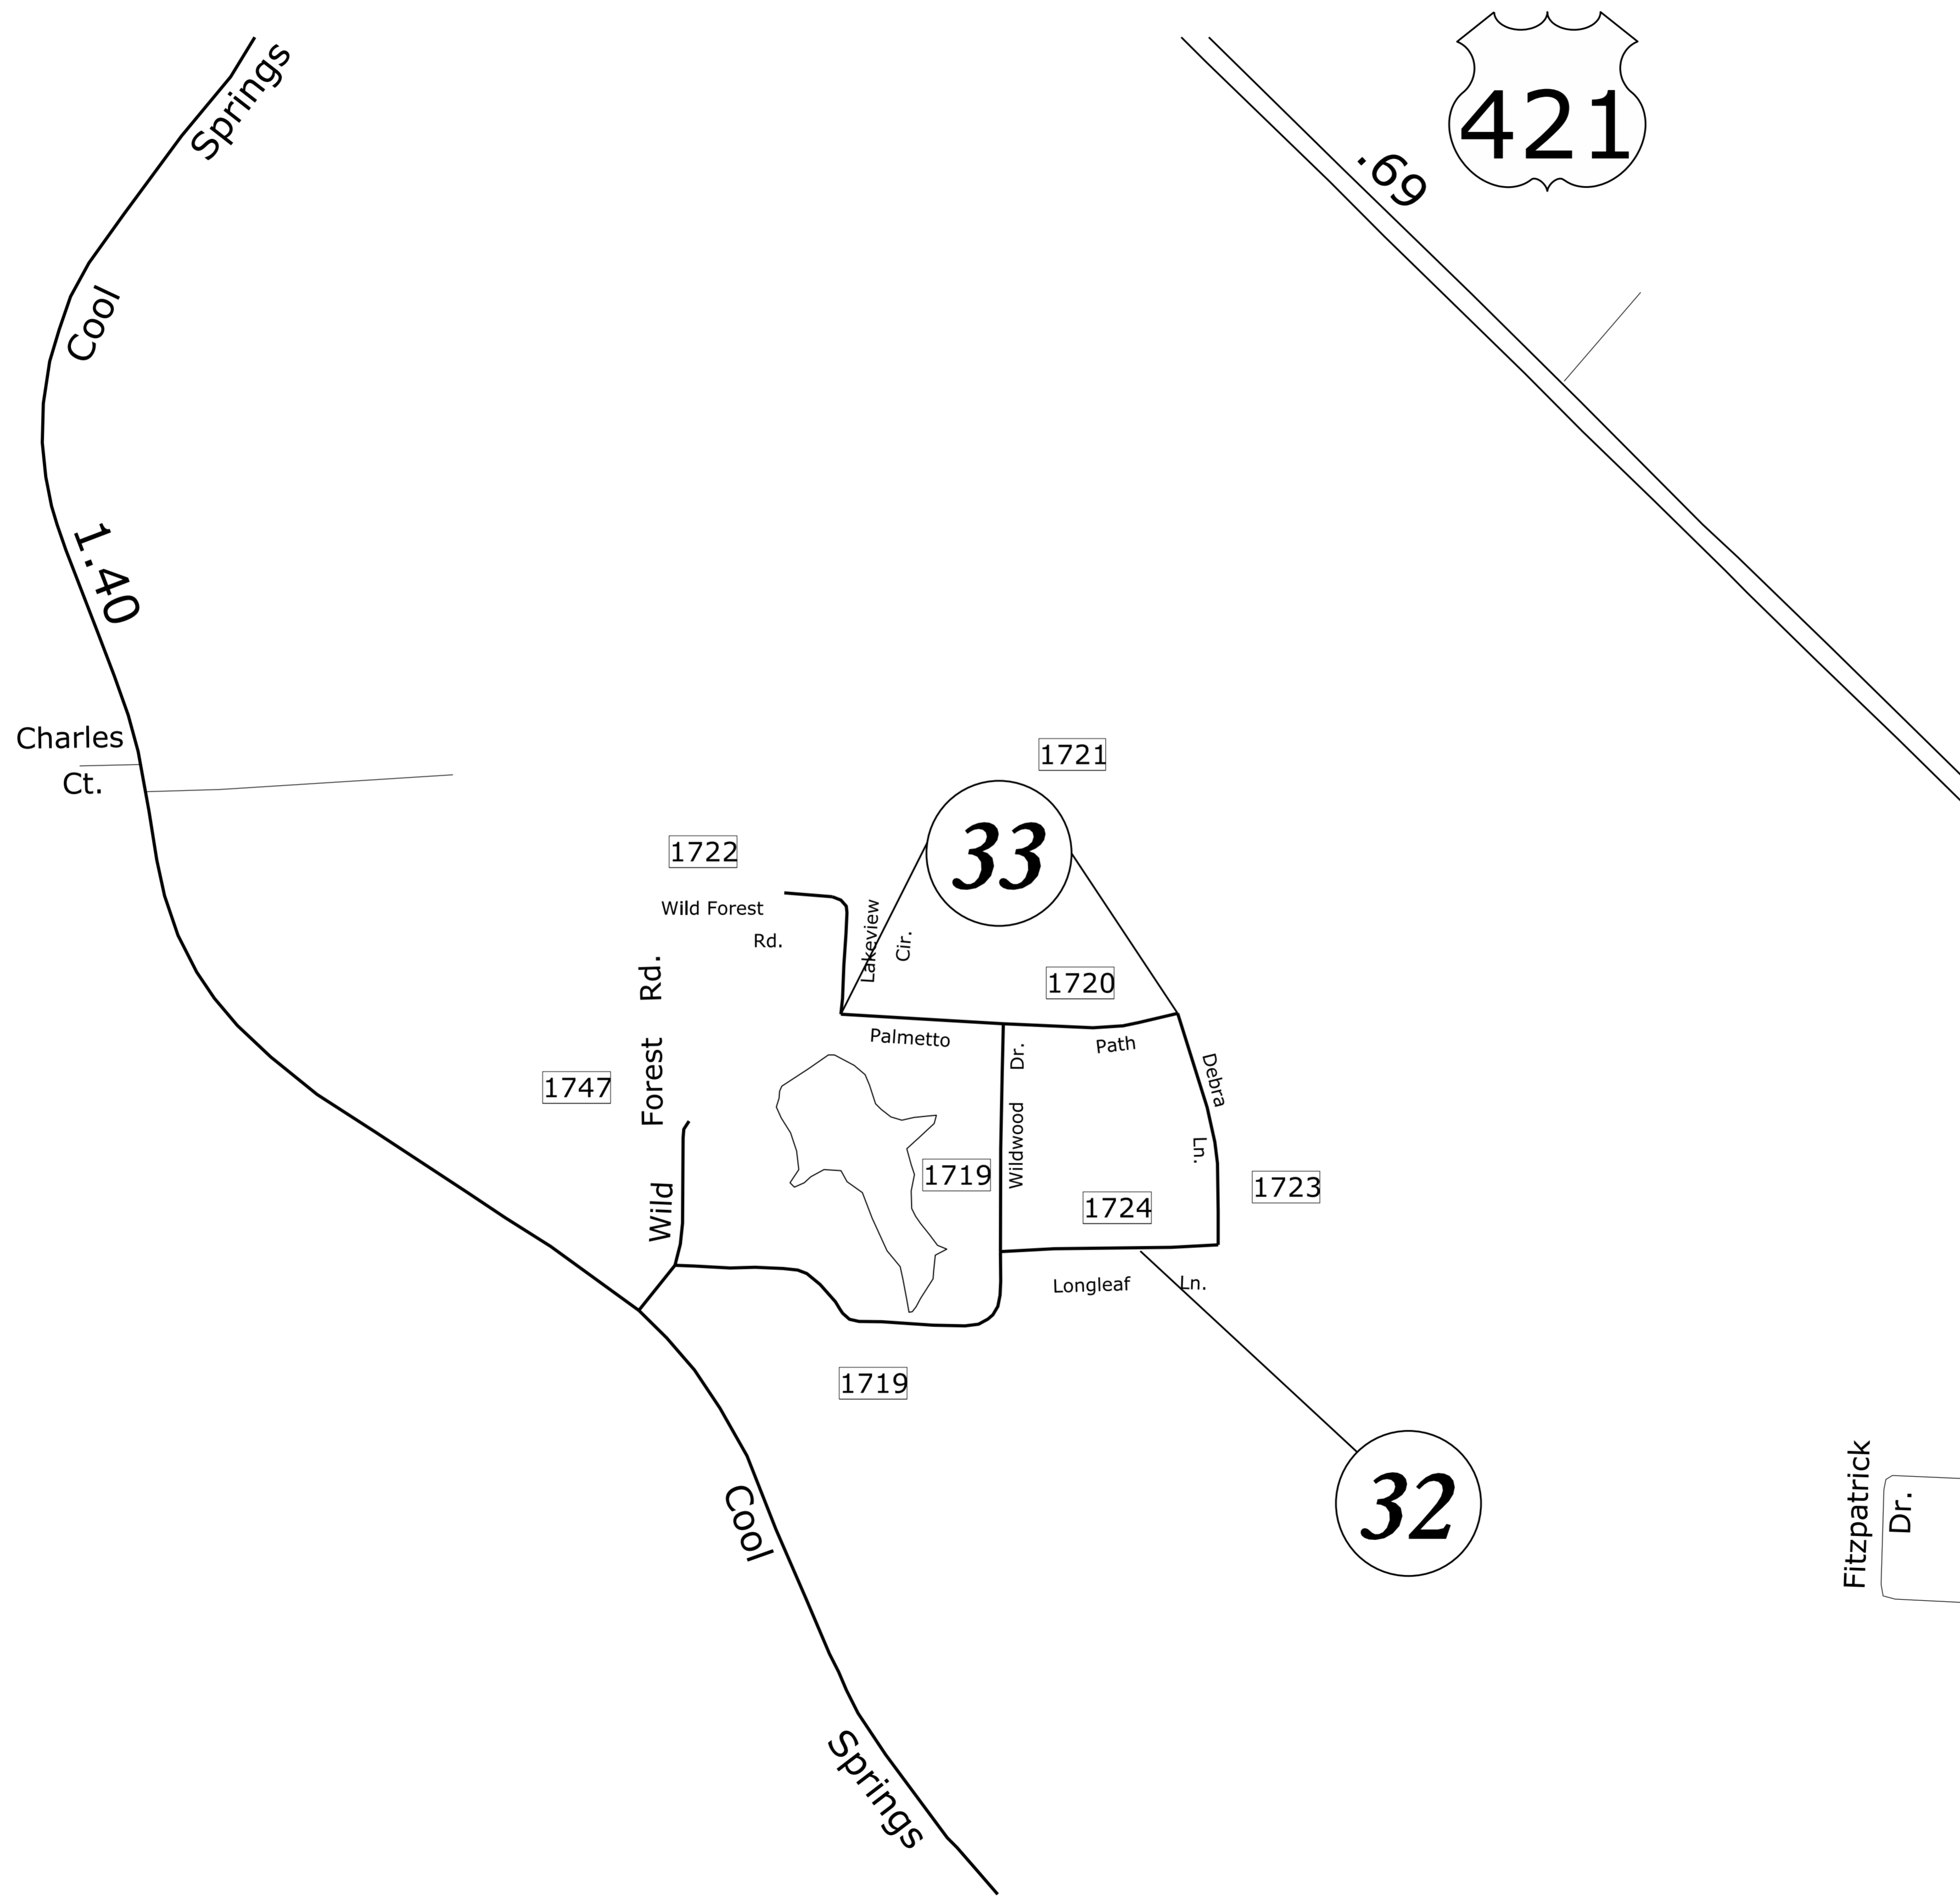 Springs
421
.69
Cool
1.40
Charles
Ct.
1721
33
1722
Wild Forest
Rd.
Lakeview
Cir.
1720
Wild Forest Rd.
Palmetto
Path
Dr.
Wildwood
Debra
Ln.
1747
1719
1723
1724
Longleaf Ln.
1719
32
Cool
Springs
Fitzpatrick
Dr.